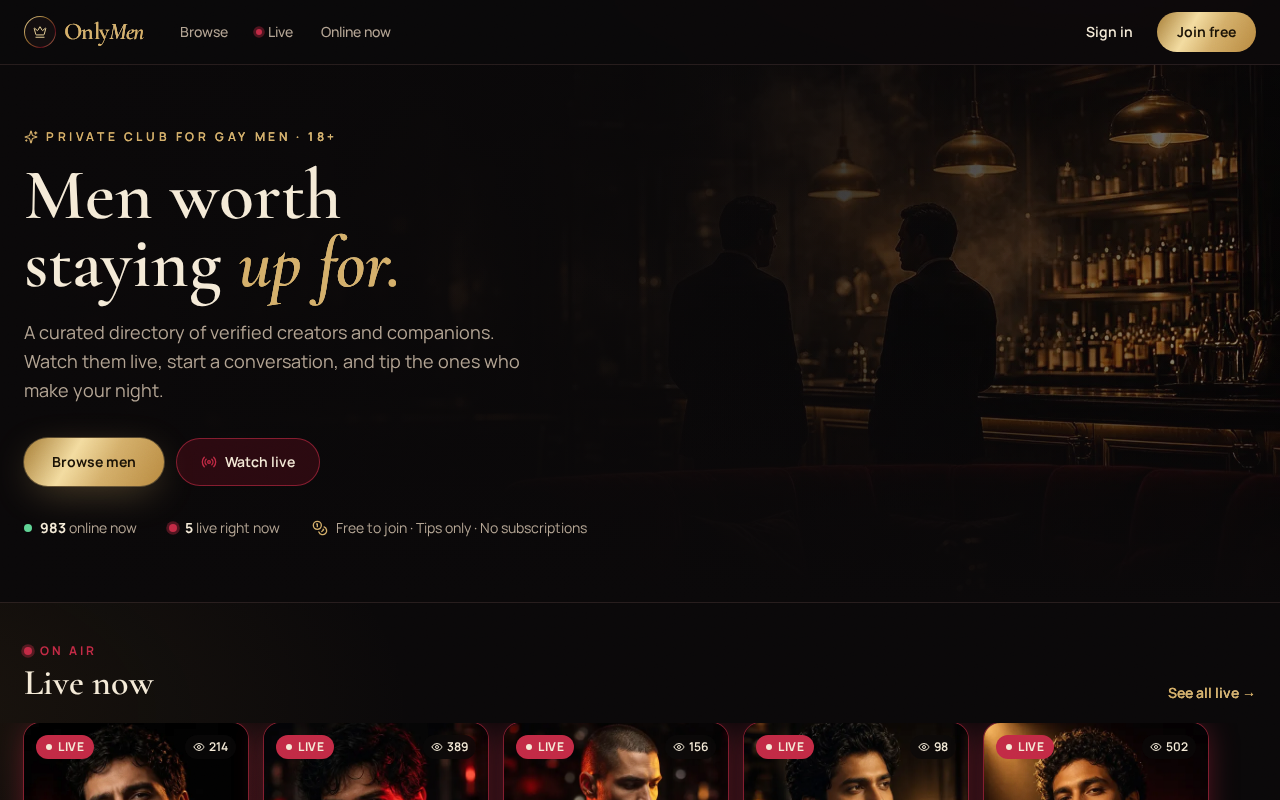 OnlyMen
Browse
Live
Online now
Sign in
Join free
PRIVATE CLUB FOR GAY MEN · 18+
Men worth
staying up for.
A curated directory of verified creators and companions.
Watch them live, start a conversation, and tip the ones who
make your night.
Browse men
Watch live
983 online now
5 live right now
Free to join · Tips only · No subscriptions
ON AIR
Live now
See all live →
LIVE
214
LIVE
389
LIVE
156
LIVE
98
LIVE
502